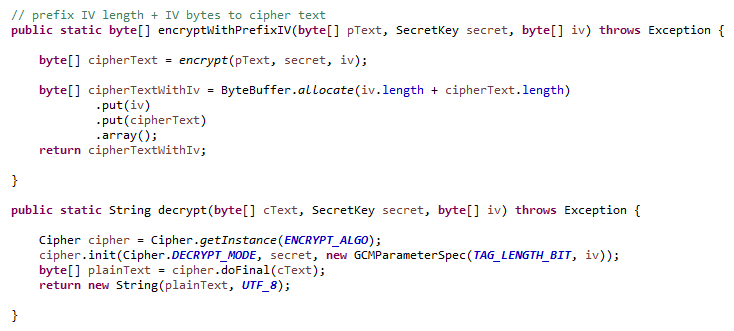 // prefix IV length + IV bytes to cipher text
public static byte[] encryptWithPrefixIV(byte[] pText, SecretKey secret, byte[] iv) throws Exception {
byte[] cipherText = encrypt(pText, secret, iv);
byte[] cipherTextWithIv = ByteBuffer.allocate(iv.length + cipherText.length)
.put(iv)
.put(cipherText)
.array();
return cipherTextWithIv;
}
public static String decrypt(byte[] cText, SecretKey secret, byte[] iv) throws Exception {
Cipher cipher = Cipher.getInstance(ENCRYPT_ALGO);
cipher.init(Cipher.DECRYPT_MODE, secret, new GCMParameterSpec(TAG_LENGTH_BIT, iv));
byte[] plainText = cipher.doFinal(cText);
return new String(plainText, UTF_8);
}